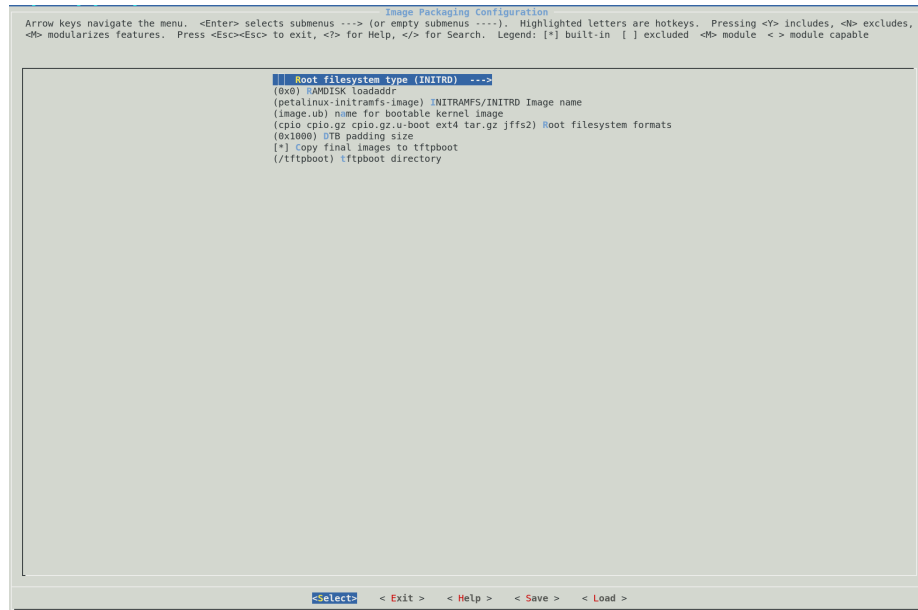 Image Packaging Configuration
Arrow keys navigate the menu.  <Enter> selects submenus ---> (or empty submenus ----).  Highlighted letters are hotkeys.  Pressing <Y> includes, <N> excludes,
<M> modularizes features.  Press <Esc><Esc> to exit, <?> for Help, </> for Search.  Legend: [*] built-in  [ ] excluded  <M> module  < > module capable
Root filesystem type (INITRD)  --->
(0x0) RAMDISK loadaddr
(petalinux-initramfs-image) INITRAMFS/INITRD Image name
(image.ub) name for bootable kernel image
(cpio cpio.gz cpio.gz.u-boot ext4 tar.gz jffs2) Root filesystem formats
(0x1000) DTB padding size
[*] Copy final images to tftpboot
(/tftpboot) tftpboot directory
<Select>    < Exit >    < Help >    < Save >    < Load >